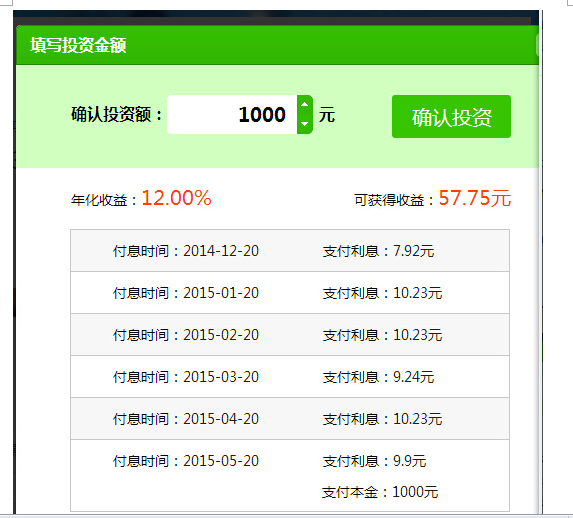 填写投资金额
确认投资额：1000 元 确认投资
年化收益：12.00% 可获得收益：57.75元
付息时间：2014-12-20 支付利息：7.92元
付息时间：2015-01-20 支付利息：10.23元
付息时间：2015-02-20 支付利息：10.23元
付息时间：2015-03-20 支付利息：9.24元
付息时间：2015-04-20 支付利息：10.23元
付息时间：2015-05-20 支付利息：9.9元
支付本金：1000元